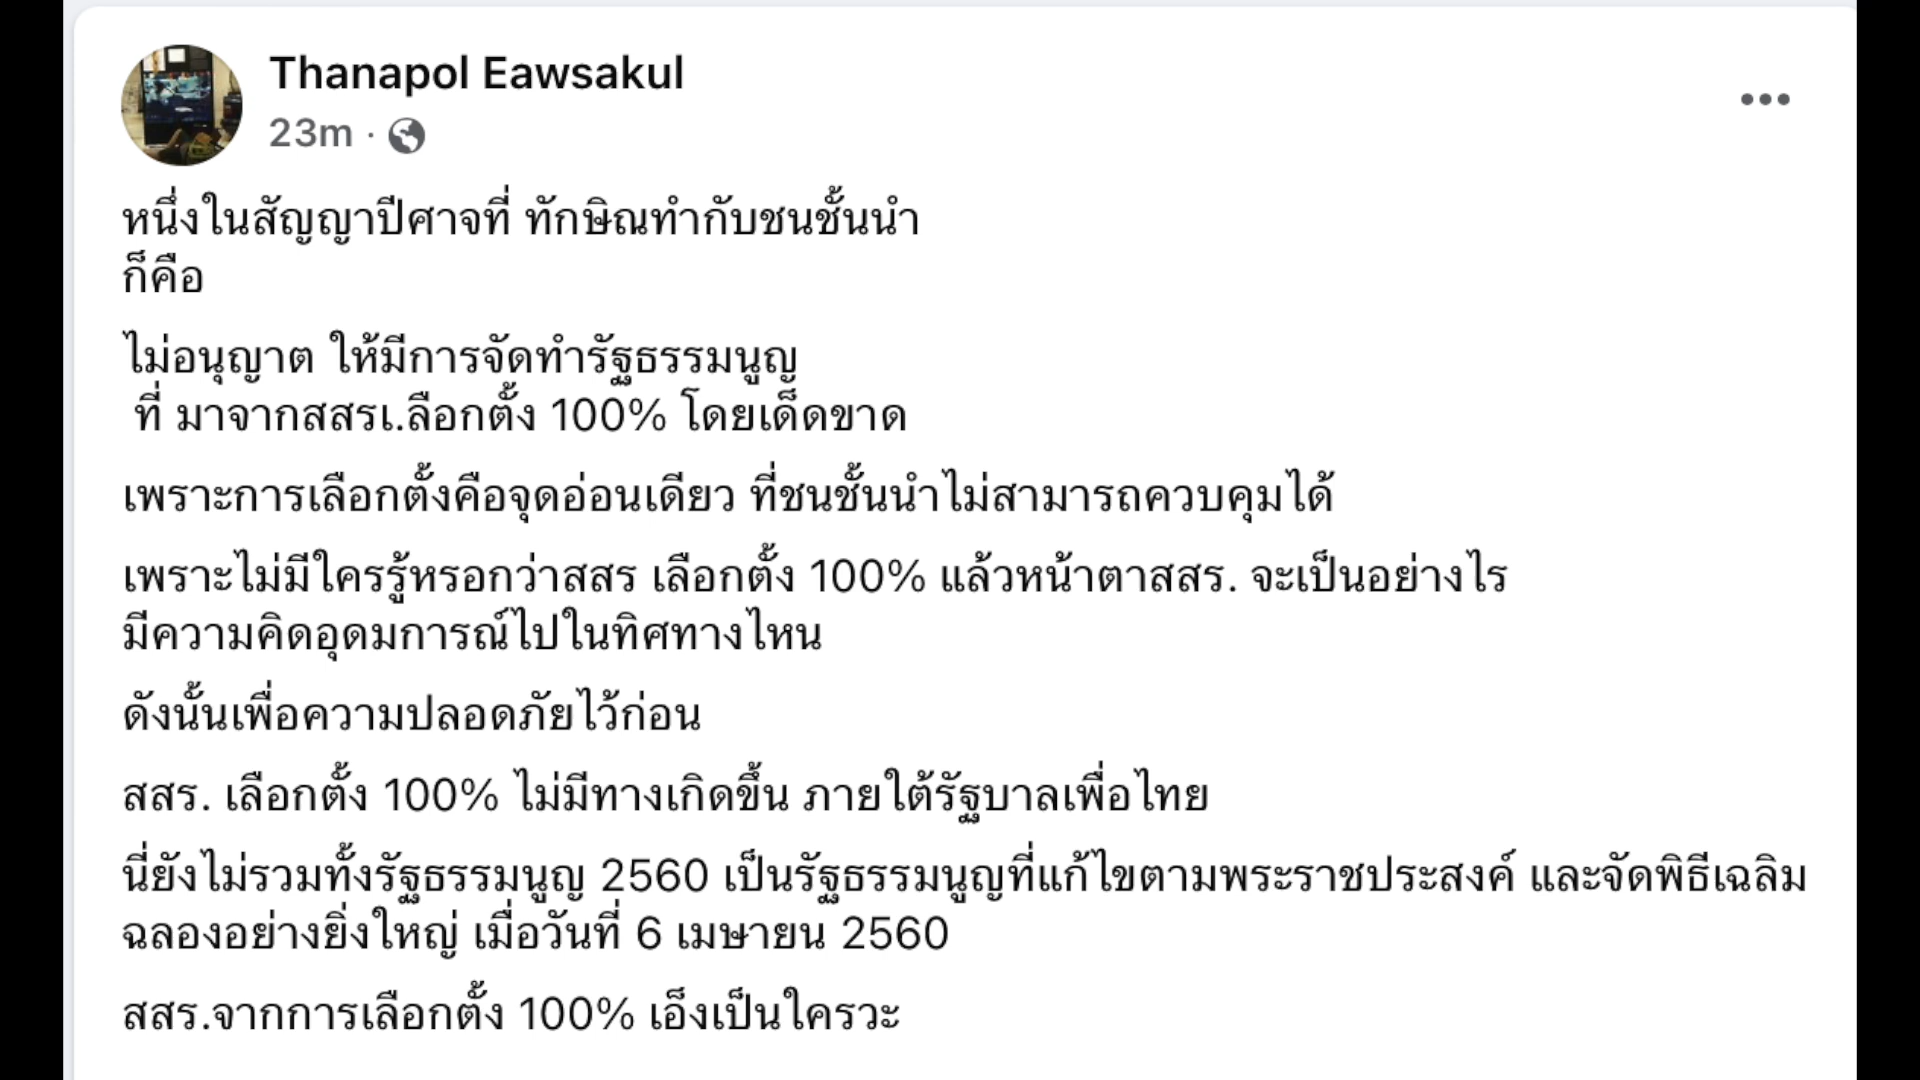 Thanapol Eawsakul
23m ·
หนึ่งในสัญญาปีศาจที่ ทักษิณทำกับชนชั้นนำ
ก็คือ
ไม่อนุญาต ให้มีการจัดทำรัฐธรรมนูญ
ที่ มาจากสสรเ.ลือกตั้ง 100% โดยเด็ดขาด
เพราะการเลือกตั้งคือจุดอ่อนเดียว ที่ชนชั้นนำไม่สามารถควบคุมได้
เพราะไม่มีใครรู้หรอกว่าสสร เลือกตั้ง 100% แล้วหน้าตาสสร. จะเป็นอย่างไร
มีความคิดอุดมการณ์ไปในทิศทางไหน
ดังนั้นเพื่อความปลอดภัยไว้ก่อน
สสร. เลือกตั้ง 100% ไม่มีทางเกิดขึ้น ภายใต้รัฐบาลเพื่อไทย
นี่ยังไม่รวมทั้งรัฐธรรมนูญ 2560 เป็นรัฐธรรมนูญที่แก้ไขตามพระราชประสงค์ และจัดพิธีเฉลิม
ฉลองอย่างยิ่งใหญ่ เมื่อวันที่ 6 เมษายน 2560
สสร.จากการเลือกตั้ง 100% เอ็งเป็นใครวะ